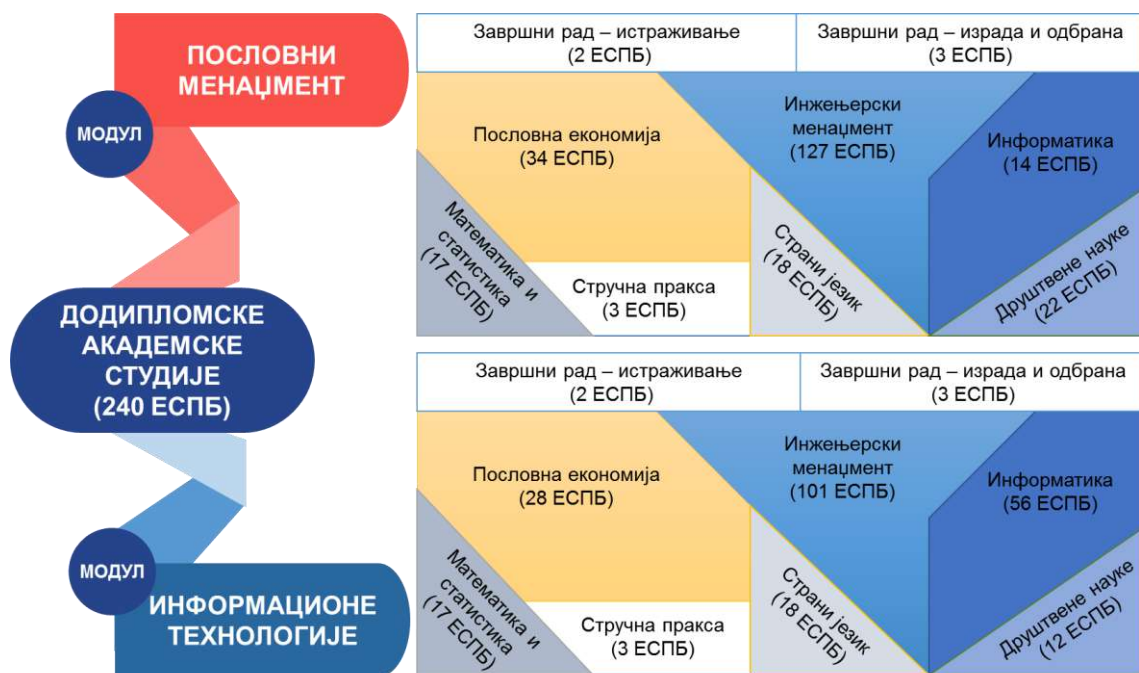 ПОСЛОВНИ
МЕНАЏМЕНТ
МОДУЛ
ДОДИПЛОМСКЕ
АКАДЕМСКЕ
СТУДИЈЕ
(240 ЕСПБ)
МОДУЛ
ИНФОРМАЦИОНЕ
ТЕХНОЛОГИЈЕ
Завршни рад – истраживање
(2 ЕСПБ)
Завршни рад – израда и одбрана
(3 ЕСПБ)
Пословна економија
(34 ЕСПБ)
Инжењерски
менаџмент
(127 ЕСПБ)
Информатика
(14 ЕСПБ)
Математика и
статистика
(17 ЕСПБ)
Стручна пракса
(3 ЕСПБ)
Страни језик
(18 ЕСПБ)
Друштвене науке
(22 ЕСПБ)
Завршни рад – истраживање
(2 ЕСПБ)
Завршни рад – израда и одбрана
(3 ЕСПБ)
Пословна економија
(28 ЕСПБ)
Инжењерски
менаџмент
(101 ЕСПБ)
Информатика
(56 ЕСПБ)
Математика и
статистика
(17 ЕСПБ)
Стручна пракса
(3 ЕСПБ)
Страни језик
(18 ЕСПБ)
Друштвене науке
(12 ЕСПБ)